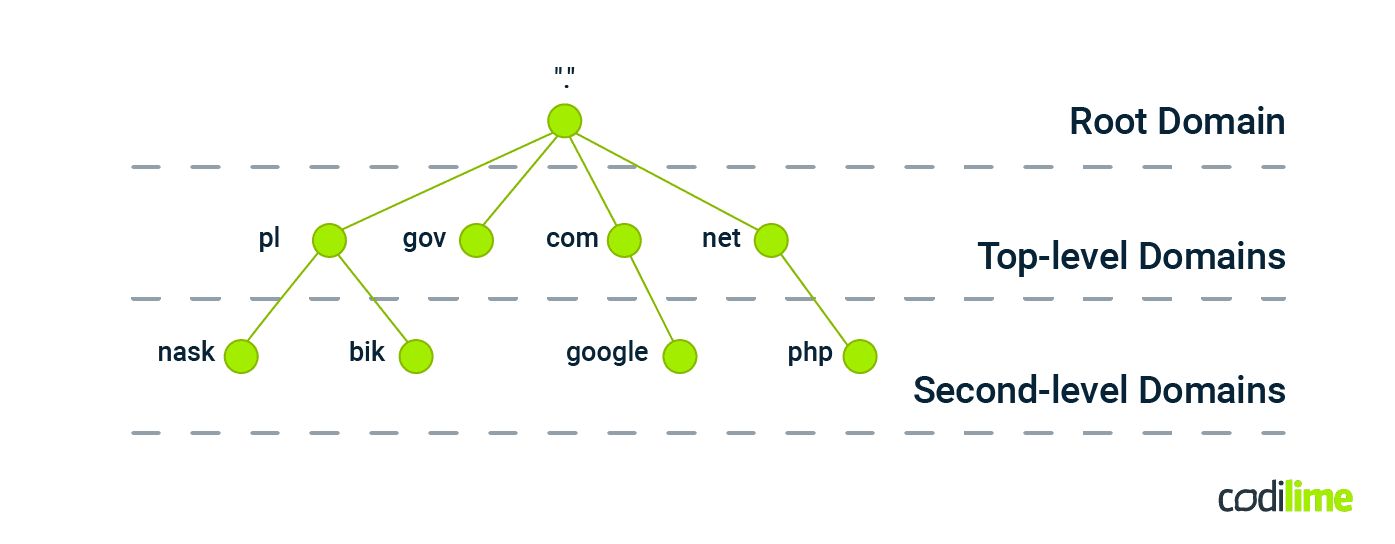 "."
Root Domain
pl gov com net
Top-level Domains
nask bik google php
Second-level Domains
codilime